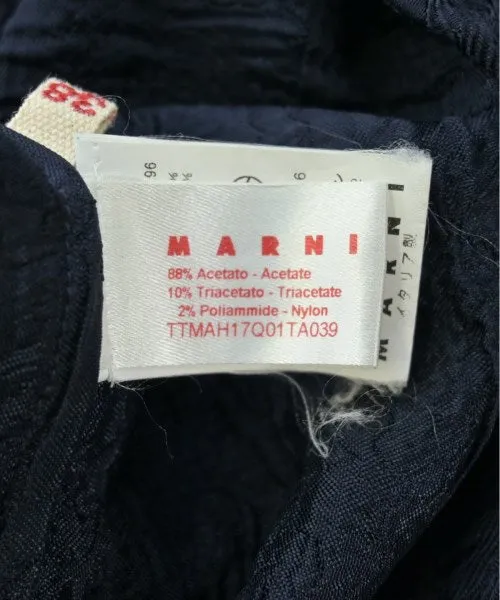 38
MARNI
88% Acetato - Acetate
10% Triacetato - Triacetate
2% Poliammide - Nylon
TTMAH17Q01TA039
MARNI
イタリア製